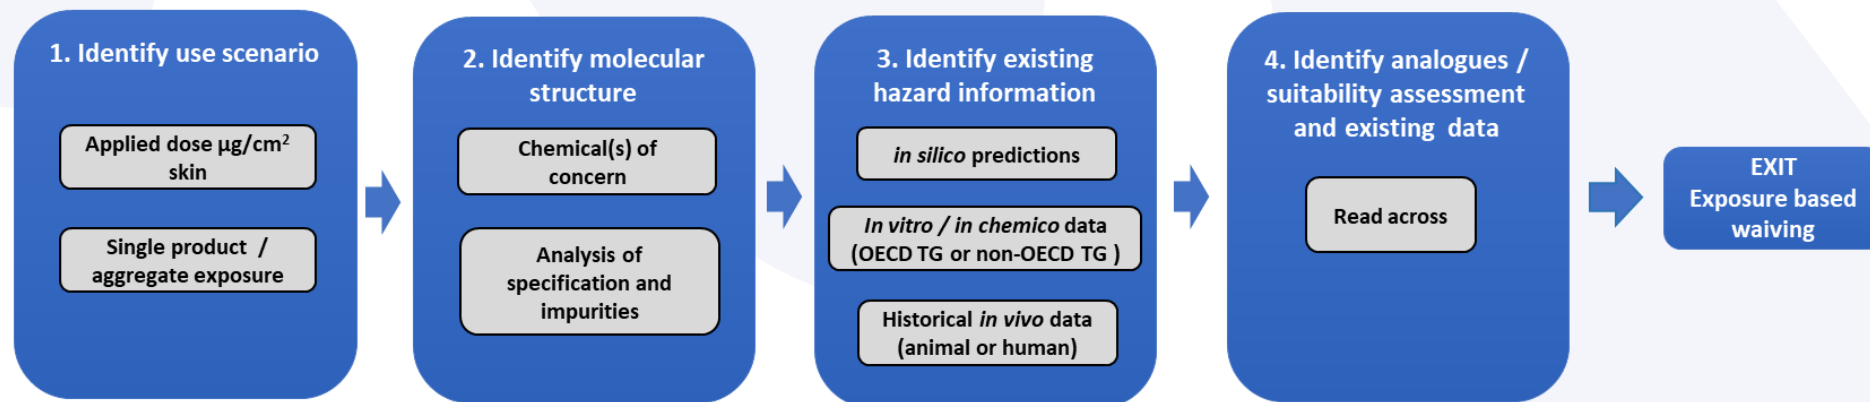 1. Identify use scenario
Applied dose µg/cm²
skin
Single product /
aggregate exposure
2. Identify molecular
structure
Chemical(s) of
concern
Analysis of
specification and
impurities
3. Identify existing
hazard information
in silico predictions
In vitro / in chemico data
(OECD TG or non-OECD TG )
Historical in vivo data
(animal or human)
4. Identify analogues /
suitability assessment
and existing data
Read across
EXIT
Exposure based
waiving